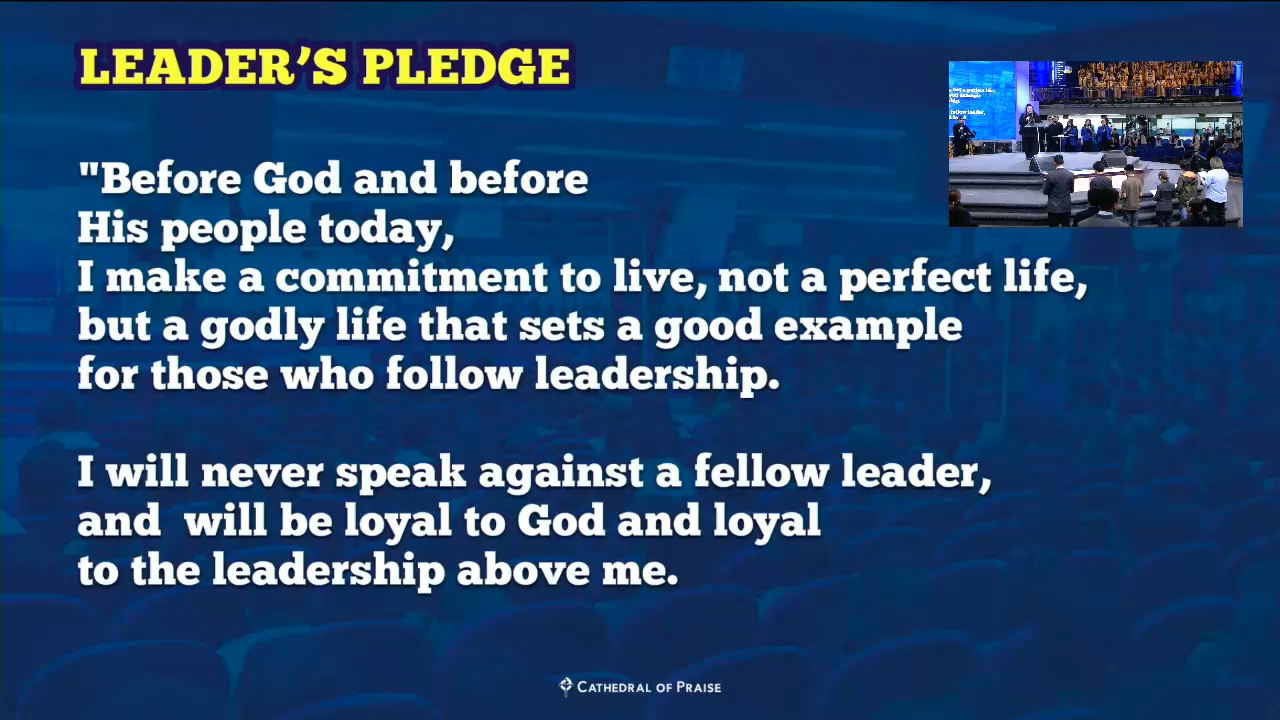 LEADER'S PLEDGE
"Before God and before
His people today,
I make a commitment to live, not a perfect life,
but a godly life that sets a good example
for those who follow leadership.
I will never speak against a fellow leader,
and  will be loyal to God and loyal
to the leadership above me.
CATHEDRAL OF PRAISE